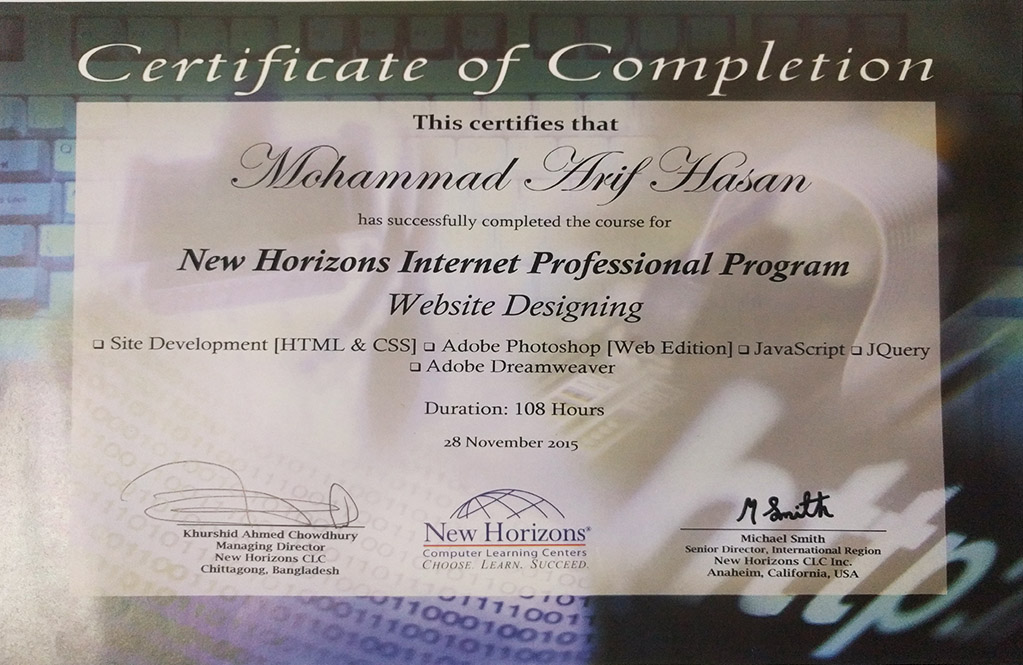 Certificate of Completion
This certifies that
Mohammad Arif Hasan
has successfully completed the course for
New Horizons Internet Professional Program
Website Designing
❑ Site Development [HTML & CSS] ❑ Adobe Photoshop [Web Edition] ❑ JavaScript ❑ JQuery
❑ Adobe Dreamweaver
Duration: 108 Hours
28 November 2015
Khurshid Ahmed Chowdhury
Managing Director
New Horizons CLC
Chittagong, Bangladesh
New Horizons®
Computer Learning Centers
CHOOSE. LEARN. SUCCEED.
M Smith
Michael Smith
Senior Director, International Region
New Horizons CLC Inc.
Anaheim, California, USA
http: